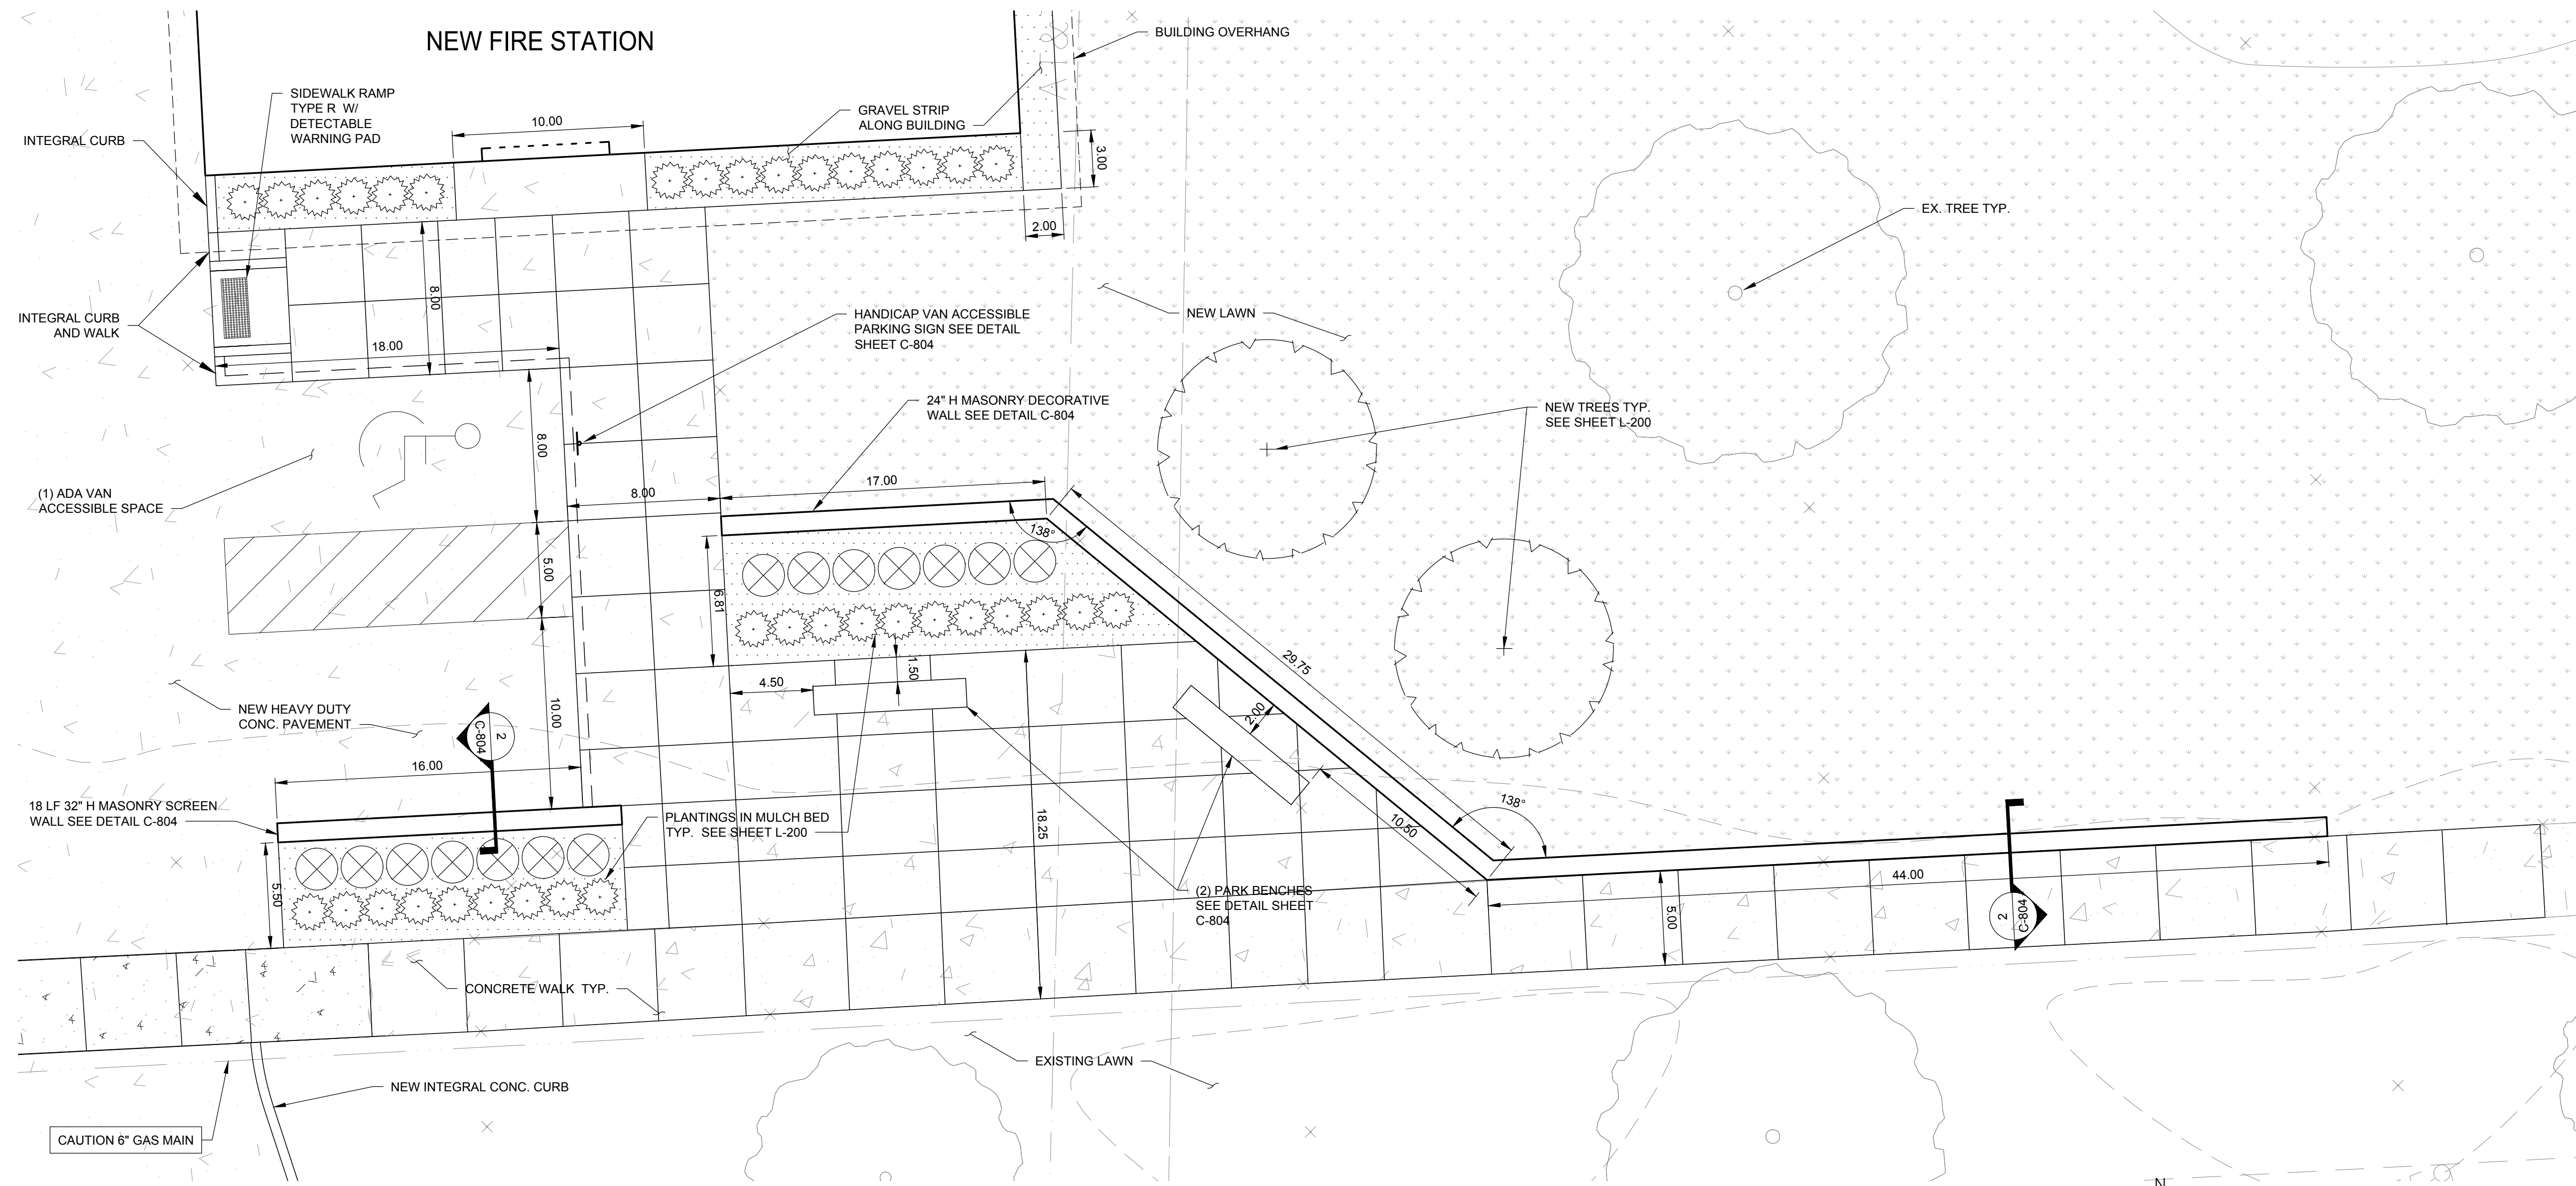 NEW FIRE STATION
BUILDING OVERHANG
SIDEWALK RAMP
TYPE R W/
DETECTABLE
WARNING PAD
GRAVEL STRIP
ALONG BUILDING
10.00
INTEGRAL CURB
3.00
EX. TREE TYP.
2.00
8.00
INTEGRAL CURB
AND WALK
18.00
HANDICAP VAN ACCESSIBLE
PARKING SIGN SEE DETAIL
SHEET C-804
NEW LAWN
24" H MASONRY DECORATIVE
WALL SEE DETAIL C-804
NEW TREES TYP.
SEE SHEET L-200
8.00
(1) ADA VAN
ACCESSIBLE SPACE
8.00
17.00
138°
5.00
6.81
29.75
1.50
4.50
2.00
10.00
NEW HEAVY DUTY
CONC. PAVEMENT
2
C-804
16.00
18 LF 32" H MASONRY SCREEN
WALL SEE DETAIL C-804
PLANTINGS IN MULCH BED
TYP. SEE SHEET L-200
18.25
10.50
138°
5.50
(2) PARK BENCHES
SEE DETAIL SHEET
C-804
44.00
5.00
2
C-804
CONCRETE WALK TYP.
EXISTING LAWN
NEW INTEGRAL CONC. CURB
CAUTION 6" GAS MAIN
N